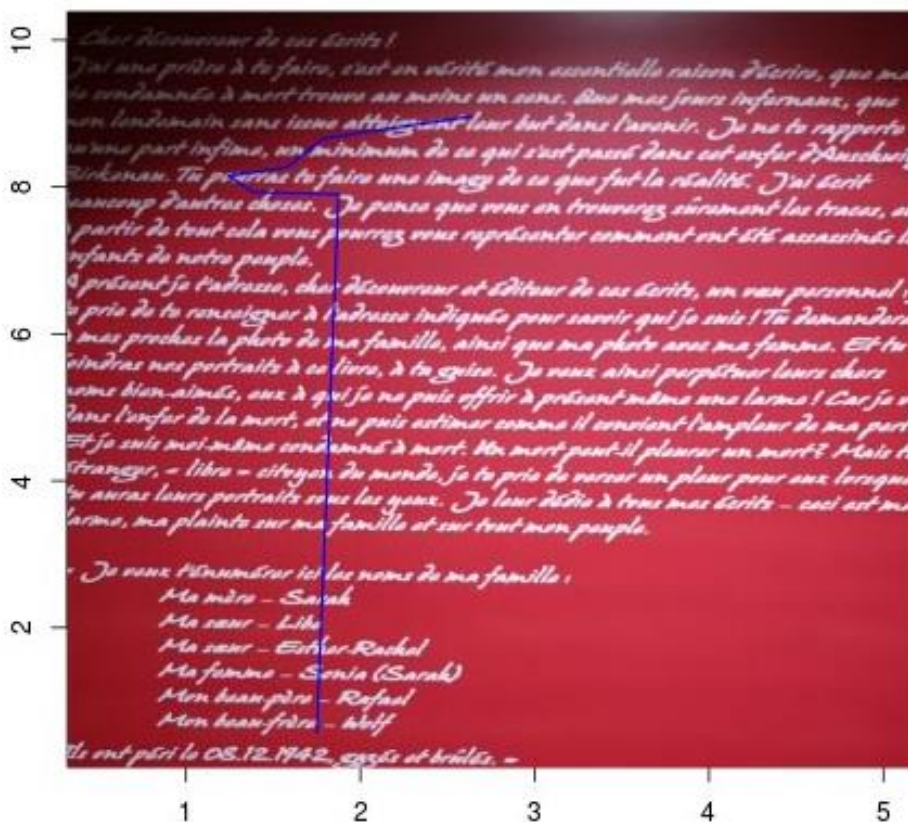 Cher découvreur de ces écrits !
J'ai une prière à te faire, c'est en vérité mon essentielle raison d'écrire, que ma
condamnée à mort trouve au moins un sens. Que mes jours infernaux, que
mon lendemain sans issue atteignent leur but dans l'avenir. Je ne te rapporte
qu'une part infime, un minimum de ce qui s'est passé dans cet enfer d'Auschwitz
Birkenau. Tu pourras te faire une image de ce que fut la réalité. J'ai écrit
beaucoup d'autres choses. Je pense que vous en trouverez sûrement les traces,
partir de tout cela vous pourrez vous représenter comment ont été assassinés
enfants de notre peuple.
A présent je t'adresse, cher découvreur et éditeur de ces écrits, un vœu personnel :
prie de te renseigner à l'adresse indiquée pour savoir qui je suis ! Tu
à mes proches la photo de ma famille, ainsi que ma photo avec ma femme. Et tu
joindras nos portraits à ce livre, à ta guise. Je veux ainsi perpétuer leurs chers
noms bien-aimés, eux à qui je ne puis offrir à présent même une larme ! Car je
dans l'enfer de la mort, et ne puis estimer comme il convient l'ampleur de ma
Et je suis moi-même condamné à mort. Un mort peut-il pleurer un mort ? Mais
étranger, « libre » citoyen du monde, je te prie de verser un pleur pour eux lorsque
tu auras leurs portraits sous les yeux. Je leur dédie à tous mes écrits – ceci est ma
larme, ma plainte sur ma famille et sur tout mon peuple.
Je veux t'énumérer ici les noms de ma famille :
Ma mère – Sarah
Ma sœur – Libe
Ma sœur – Esther-Rachel
Ma femme – Sonia (Sarah)
Mon beau-père – Rafael
Mon beau-frère – Wolf
Ils ont péri le 08.12.1942, gazés et brûlés. –
10
8
6
4
2
1 2 3 4 5